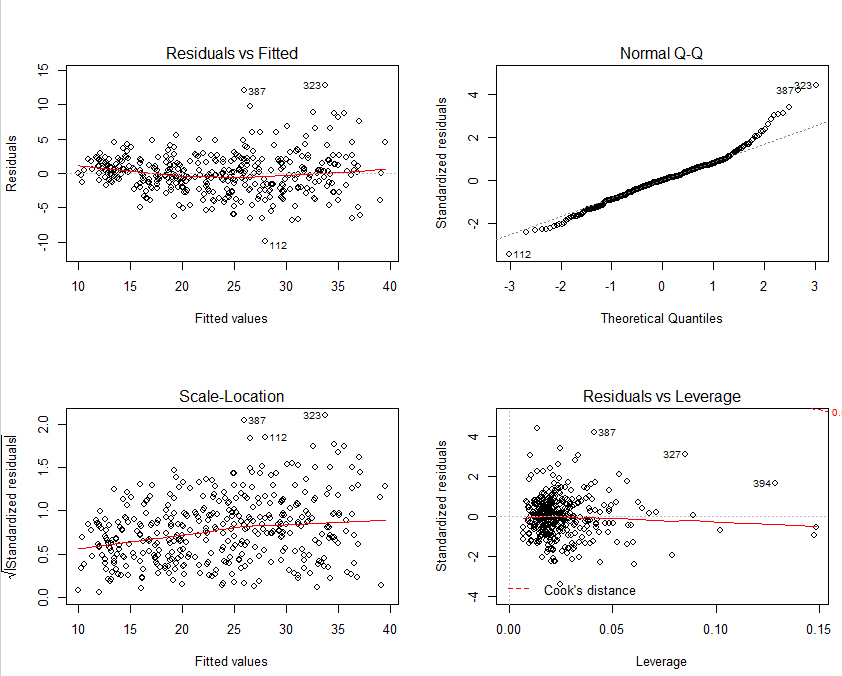 Residuals vs Fitted
Residuals
15
10
5
0
-5
-10
387
323
112
10 15 20 25 30 35 40
Fitted values
Normal Q-Q
Standardized residuals
4
2
0
-2
387
323
112
-3 -2 -1 0 1 2 3
Theoretical Quantiles
Scale-Location
√|Standardized residuals|
2.0
1.5
1.0
0.5
0.0
387
323
112
10 15 20 25 30 35 40
Fitted values
Residuals vs Leverage
Standardized residuals
4
2
0
-2
-4
387
327
394
Cook's distance
0.00 0.05 0.10 0.15
Leverage